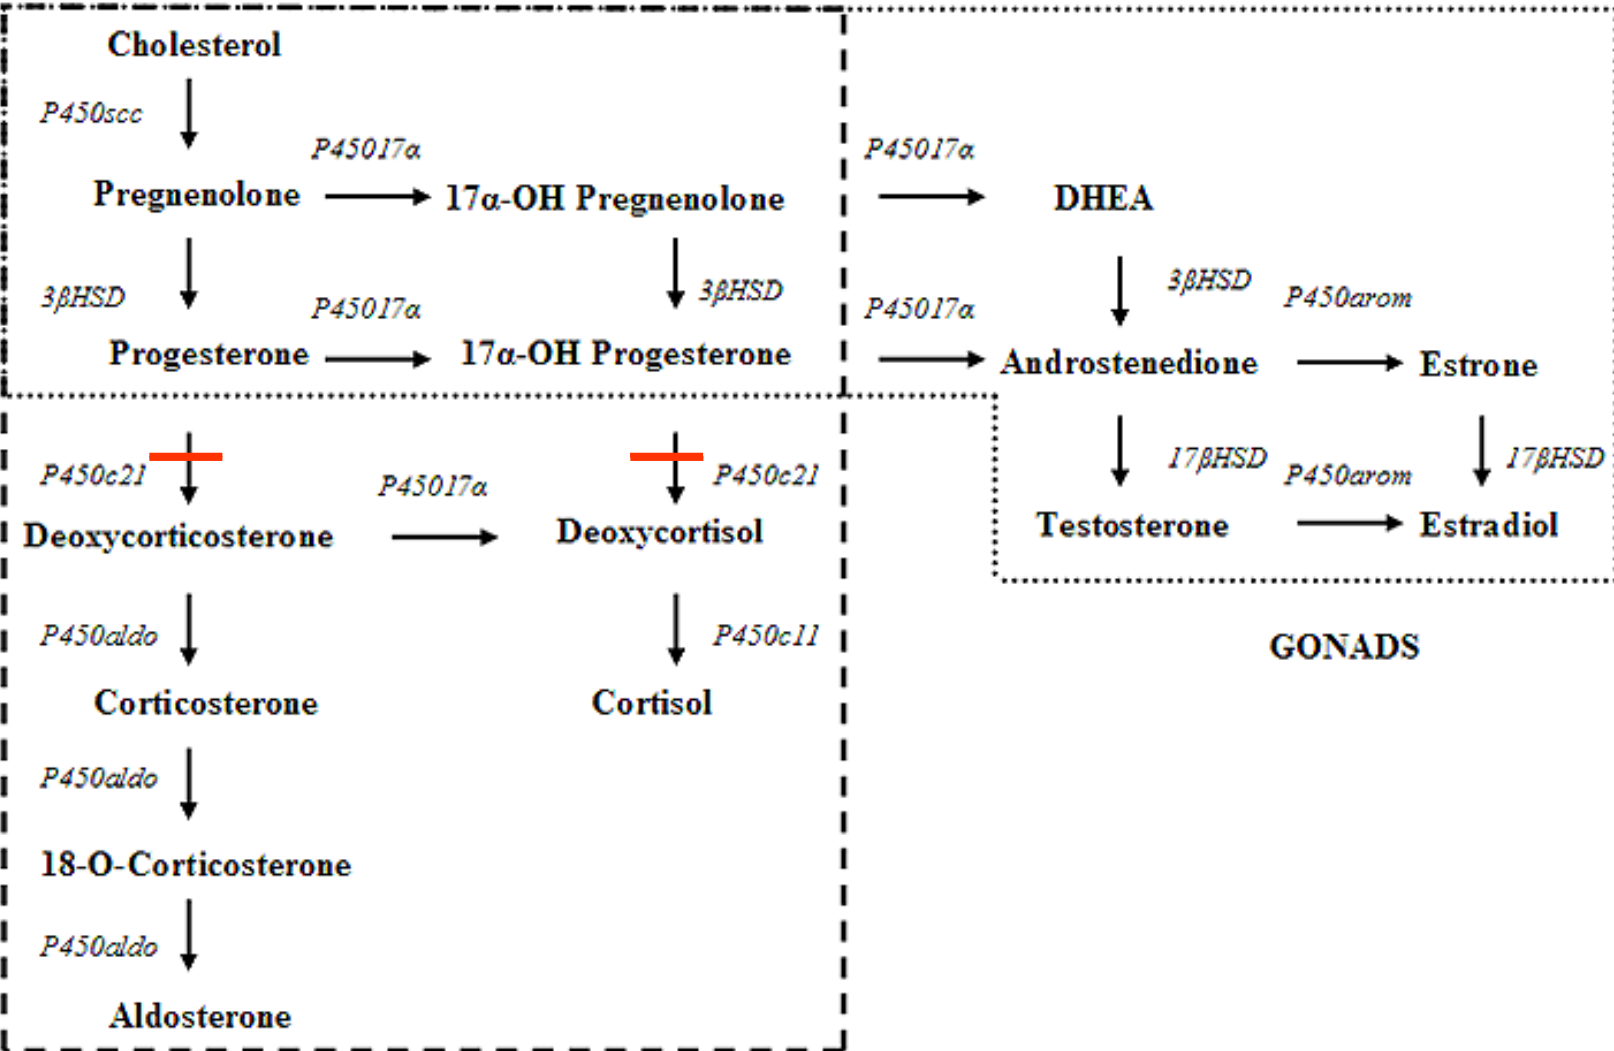 Cholesterol
P450scc
P45017α P45017α
Pregnenolone 17α-OH Pregnenolone DHEA
3βHSD 3βHSD 3βHSD P450arom
P45017α P45017α
Progesterone 17α-OH Progesterone Androstenedione Estrone
P450c21 P450c21 17βHSD P450arom 17βHSD
P45017α
Deoxycorticosterone Deoxycortisol Testosterone Estradiol
P450aldo P450c11 GONADS
Corticosterone Cortisol
P450aldo
18-O-Corticosterone
P450aldo
Aldosterone